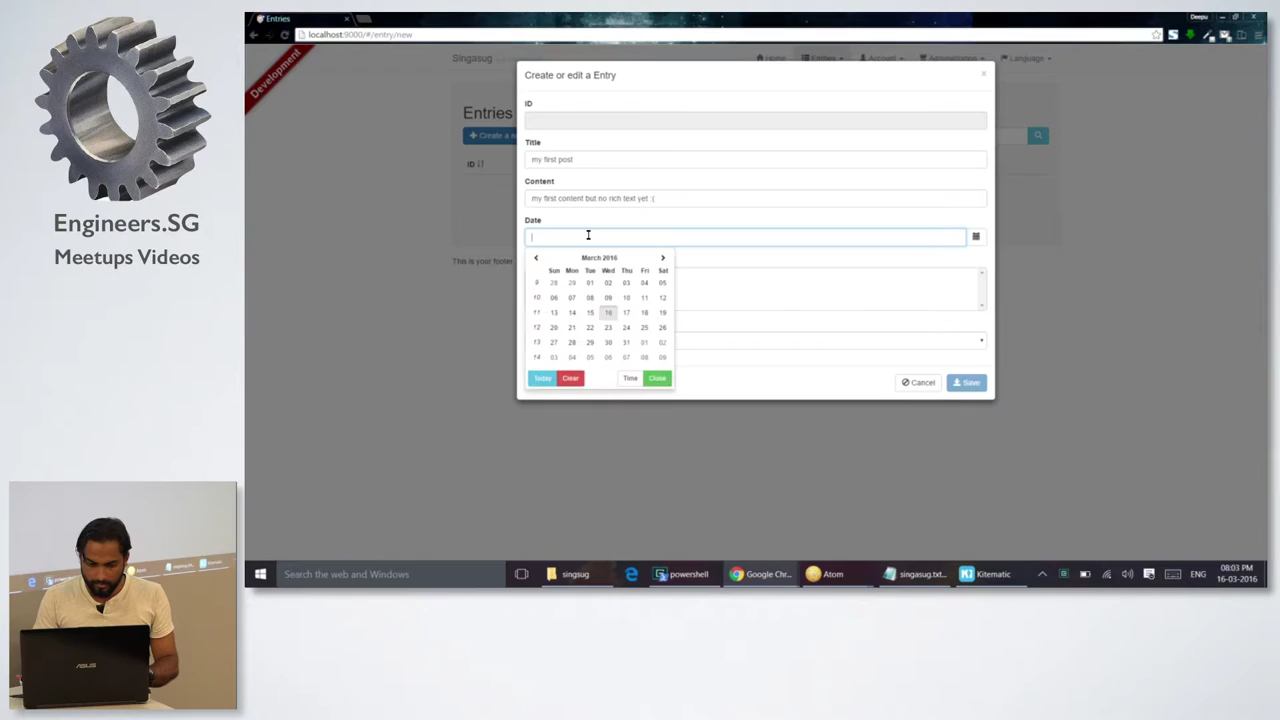 Entries
Deepu
localhost:9000/#/entry/new
Development
Singasug
Home
Entities
Account
Administration
Language
Create or edit a Entry
ID
Entries
Title
my first post
Content
my first content but no rich text yet :(
Date
March 2016
Sun Mon Tue Wed Thu Fri Sat
9 28 29 01 02 03 04 05
10 06 07 08 09 10 11 12
11 13 14 15 16 17 18 19
12 20 21 22 23 24 25 26
13 27 28 29 30 31 01 02
14 03 04 05 06 07 08 09
Today Clear Time Close
Cancel Save
Create a
ID
This is your footer
Engineers.SG
Meetups Videos
ASUS
Search the web and Windows
singsug
powershell
Google Chr...
Atom
singasug.txt...
Kitematic
ENG
08:03 PM
16-03-2016